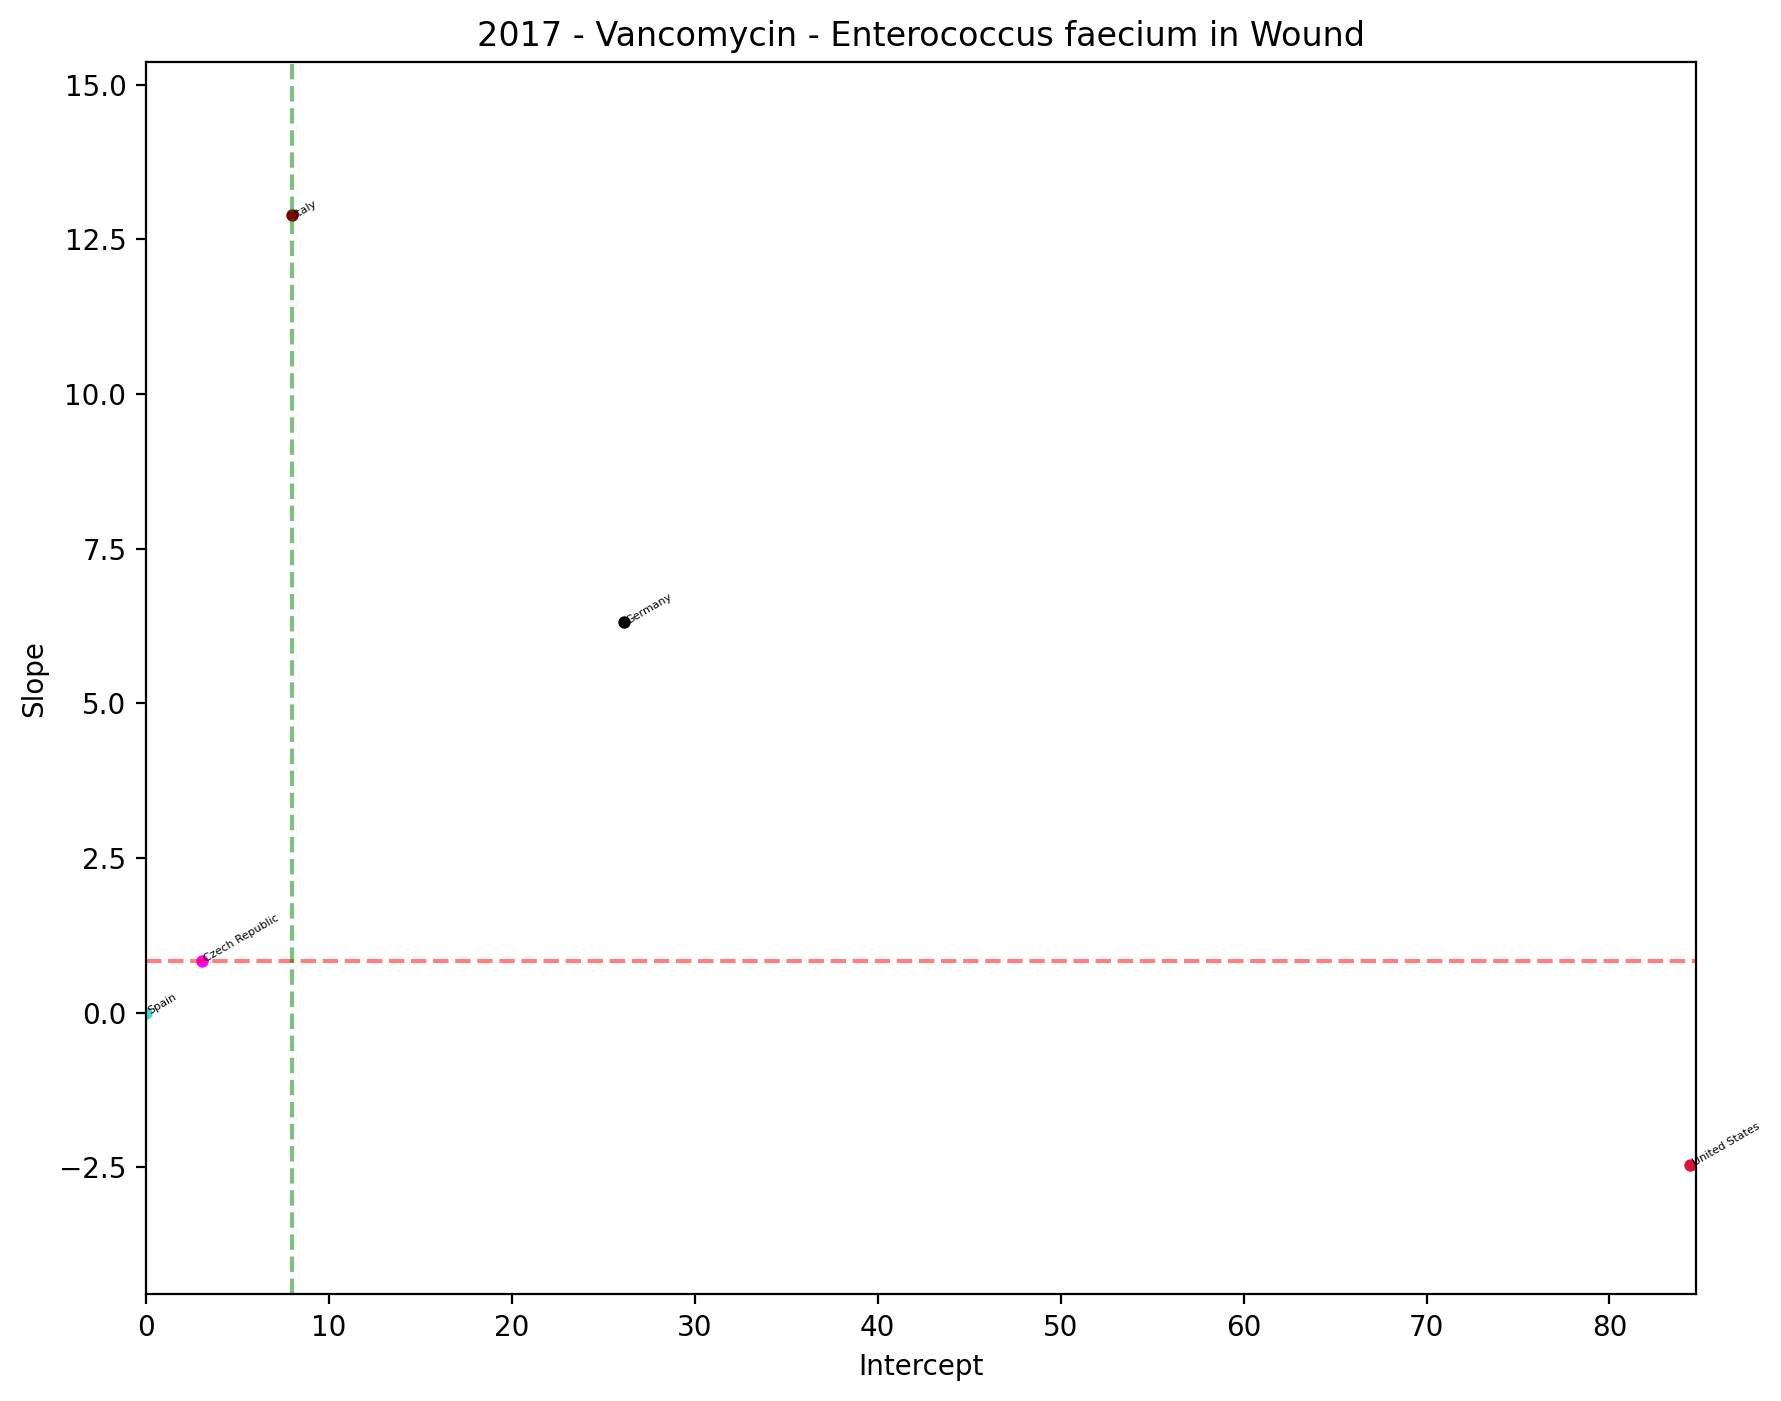 2017 - Vancomycin - Enterococcus faecium in Wound
15.0
12.5
10.0
7.5
5.0
2.5
0.0
−2.5
Slope
Italy
Germany
Czech Republic
Spain
United States
0 10 20 30 40 50 60 70 80
Intercept